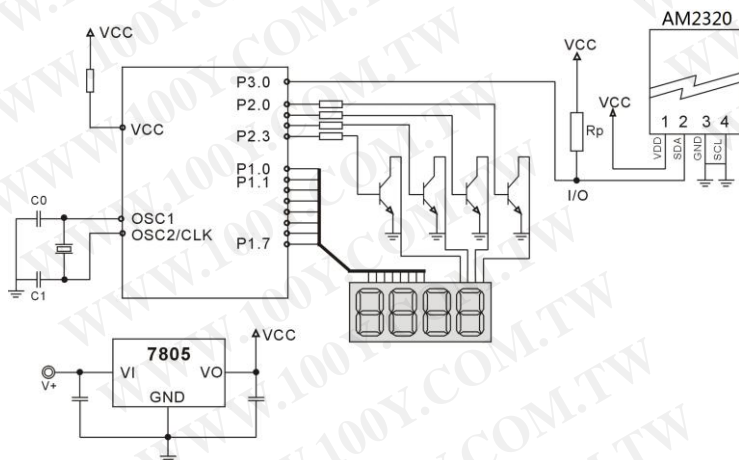 AM2320
VCC
VCC
VCC
P3.0
P2.0
P2.3
P1.0
P1.1
P1.7
VCC
OSC1
OSC2/CLK
C0
C1
Rp
I/O
1 2 3 4
VDD
SDA
GND
SCL
8888
7805
VI
VO
GND
VCC
V+
WWW.100Y.COM.TW